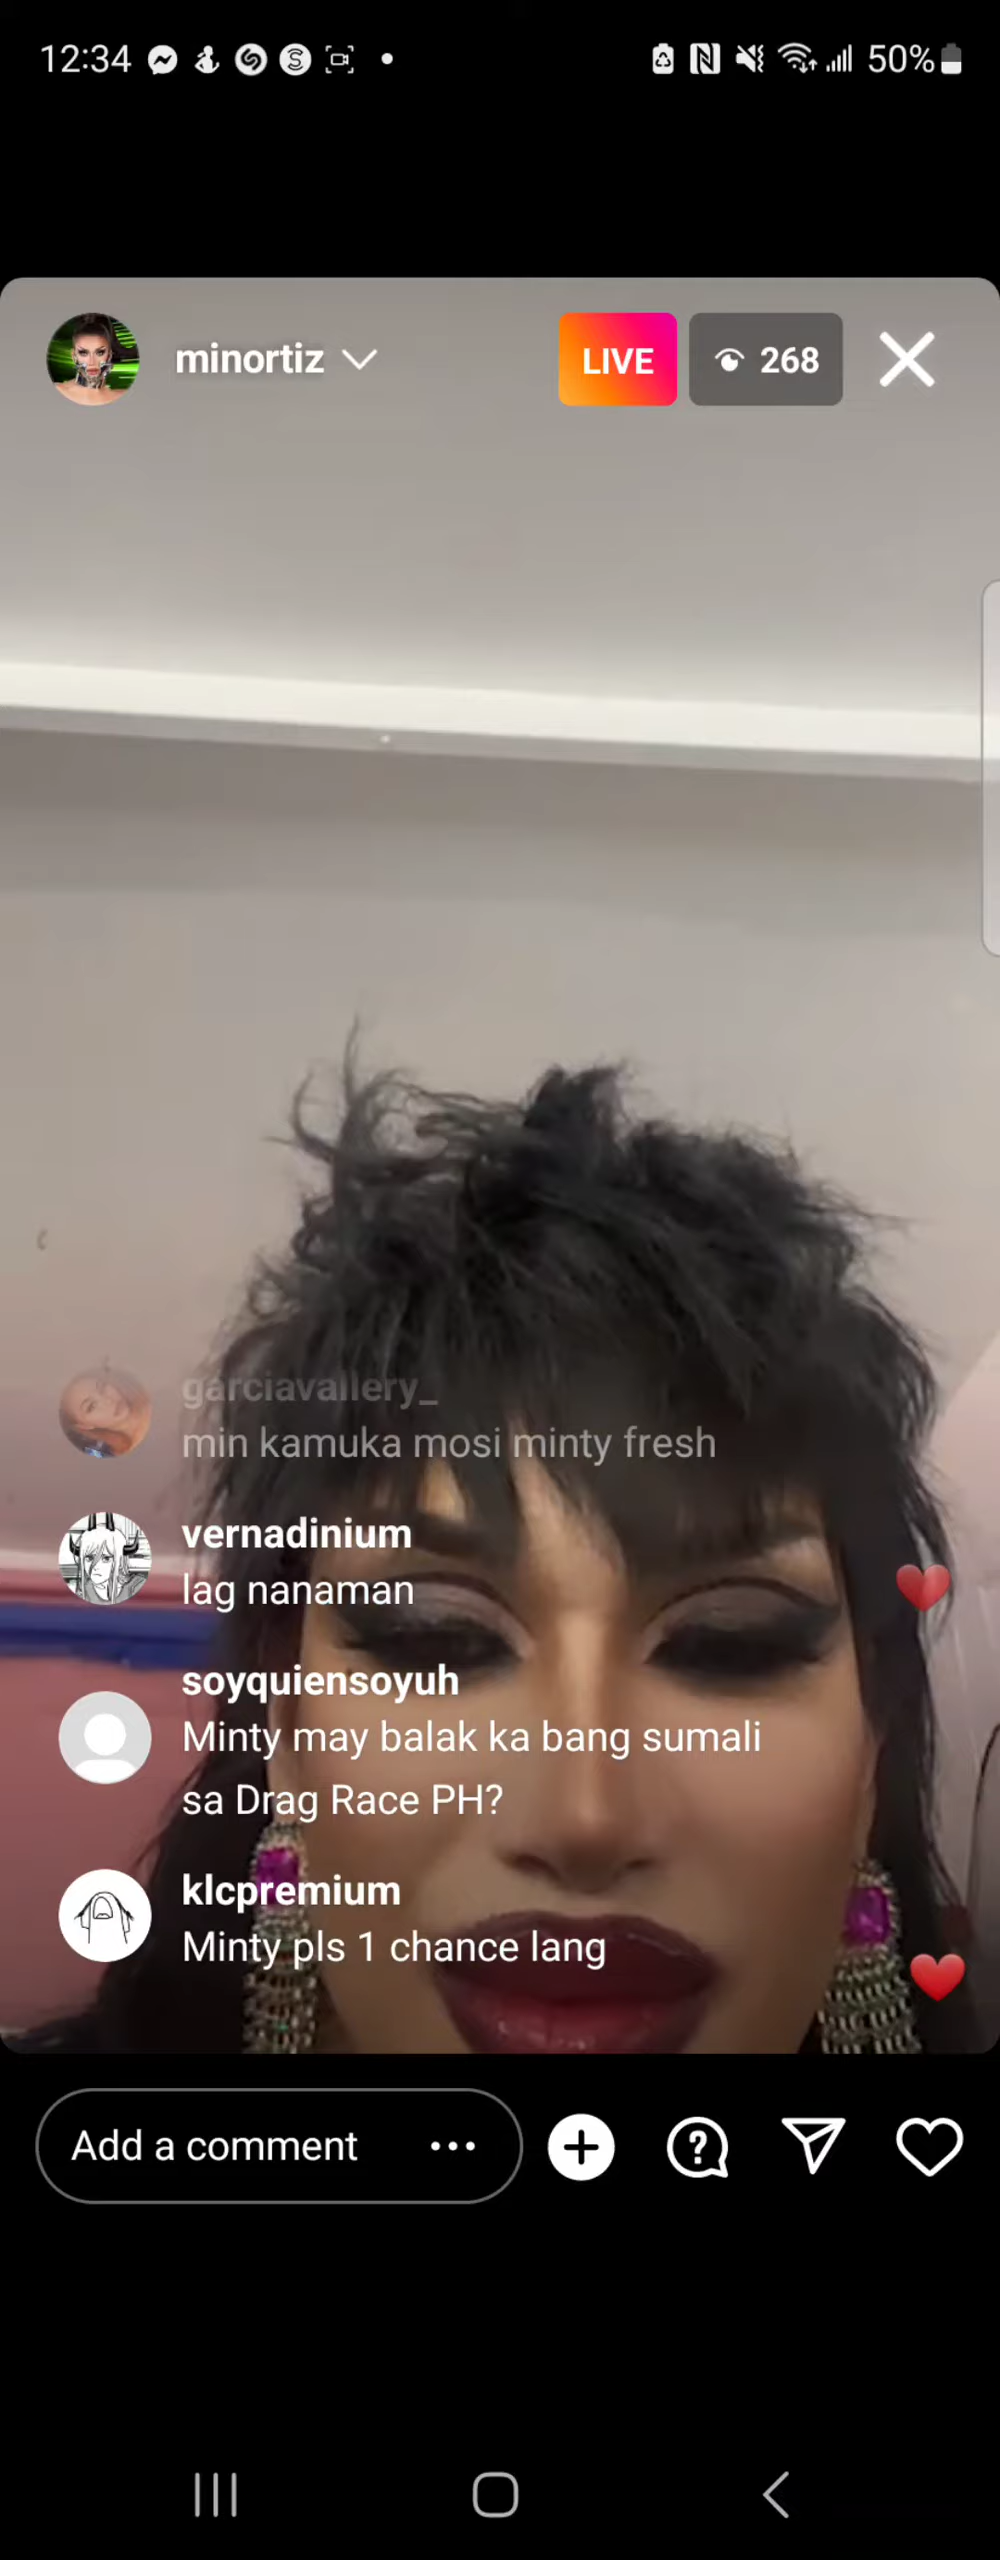 12:34
50%
minortiz
LIVE
268
garciavallery_
min kamuka mosi minty fresh
vernadinium
lag nanaman
soyquiensoyuh
Minty may balak ka bang sumali
sa Drag Race PH?
klcpremium
Minty pls 1 chance lang
Add a comment